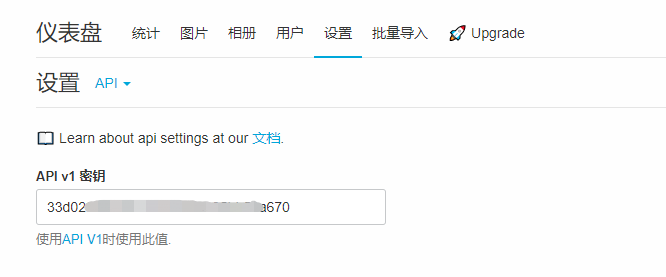 仪表盘 统计 图片 相册 用户 设置 批量导入 Upgrade
设置 API
Learn about api settings at our 文档.
API v1 密钥
33d02 a670
使用API V1时使用此值.